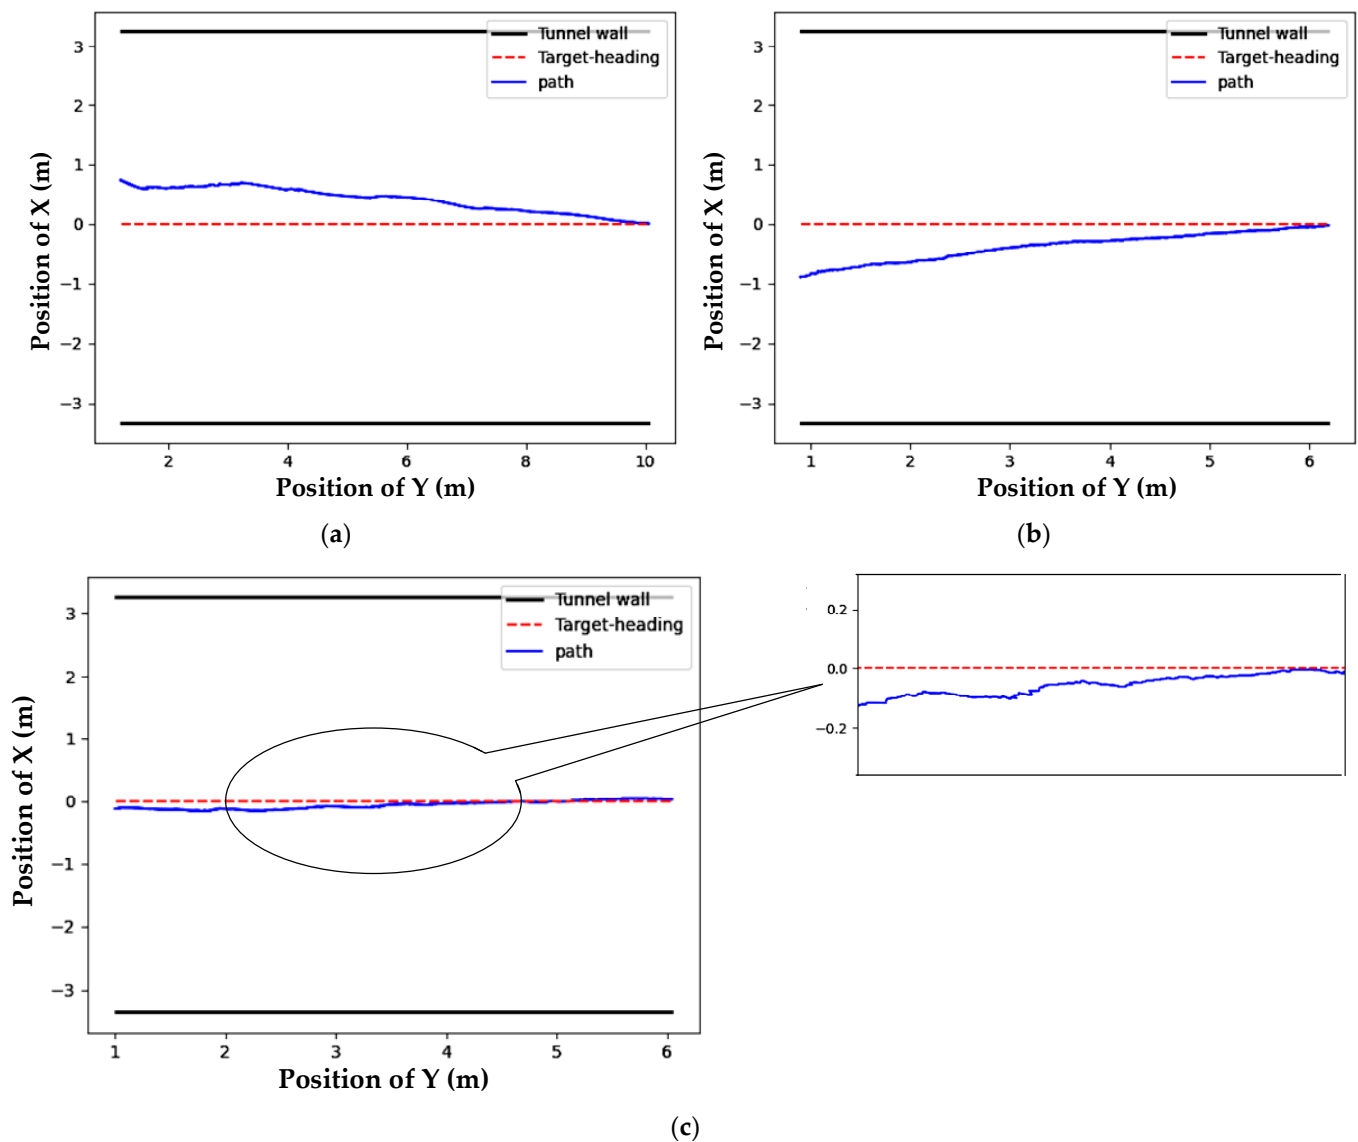 Tunnel wall
Target-heading
path
3
2
1
0
−1
−2
−3
Position of X (m)
2 4 6 8 10
Position of Y (m)
(a)
Tunnel wall
Target-heading
path
3
2
1
0
−1
−2
−3
Position of X (m)
1 2 3 4 5 6
Position of Y (m)
(b)
Tunnel wall
Target-heading
path
3
2
1
0
−1
−2
−3
Position of X (m)
1 2 3 4 5 6
Position of Y (m)
0.2
0.0
−0.2
(c)